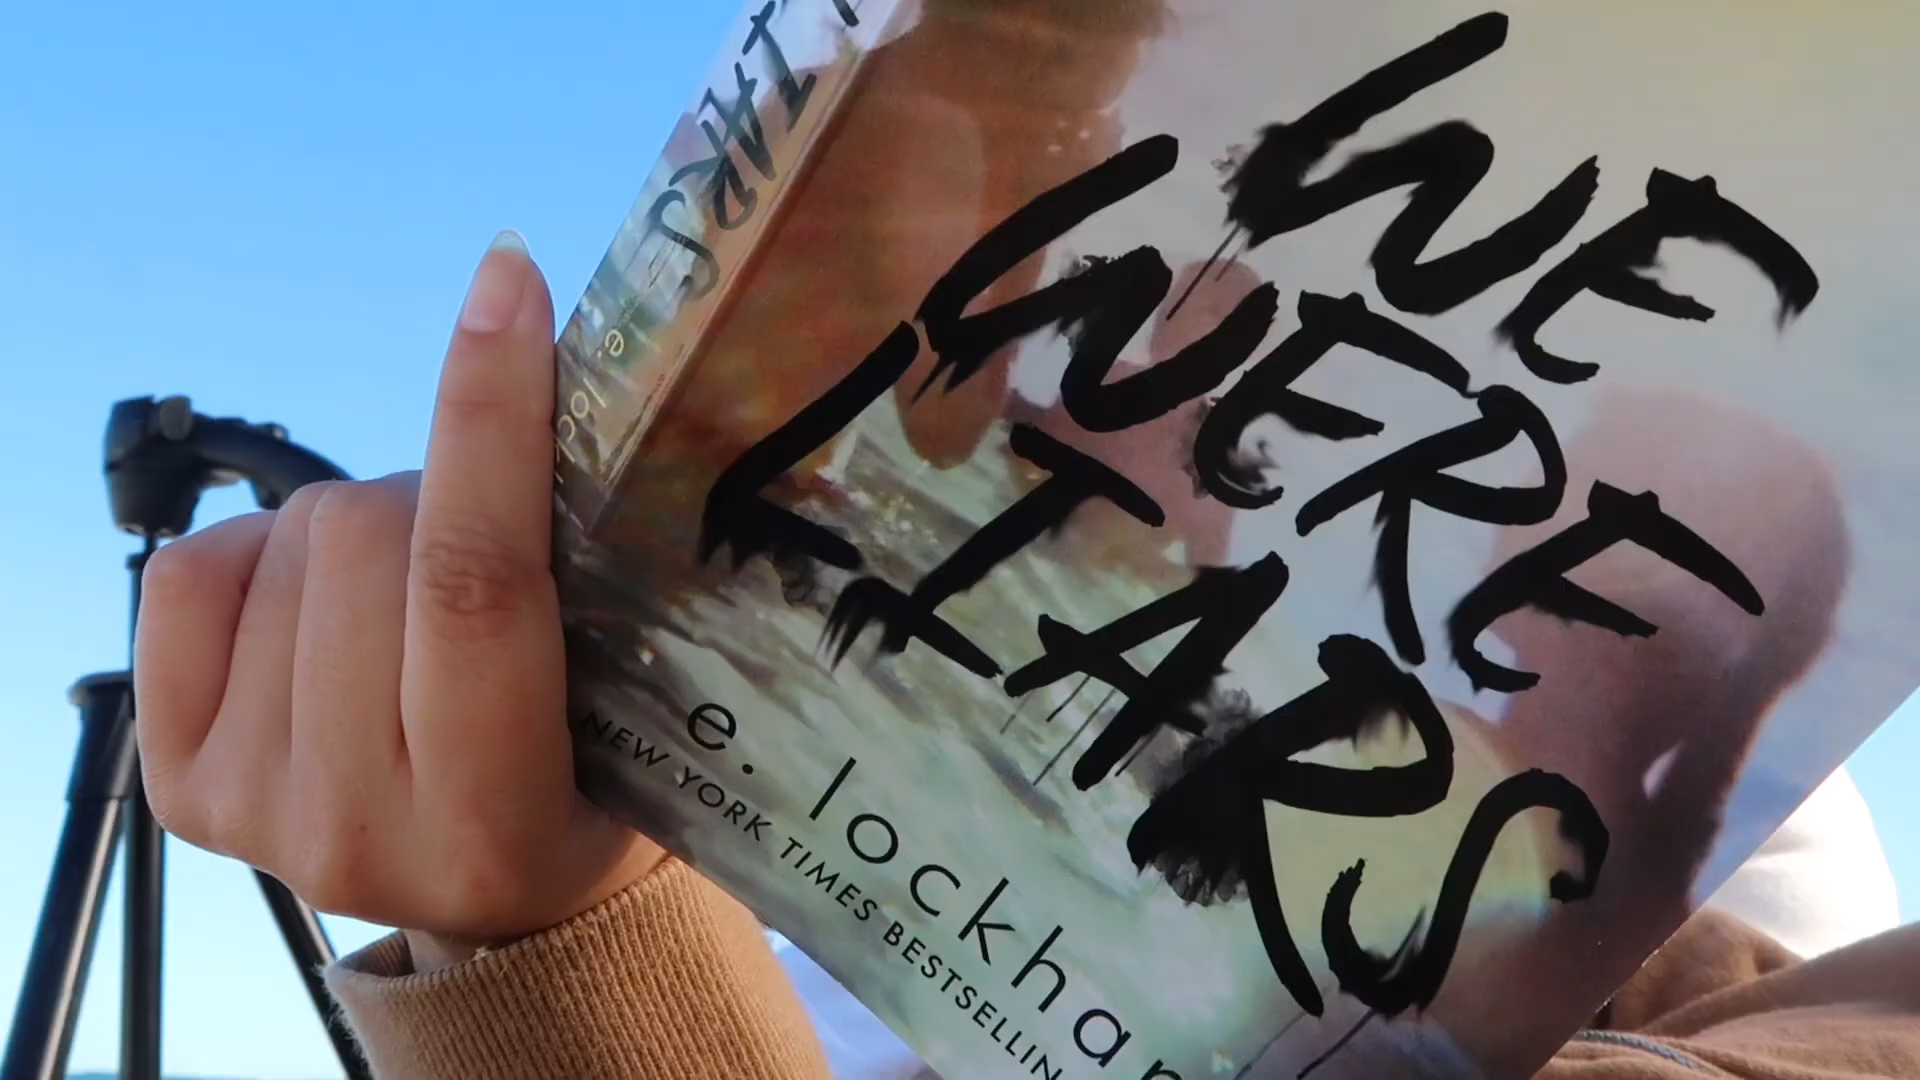 WE
WERE
LIARS
e. lockhar
NEW YORK TIMES BESTSELLIN
LIARS
e. lock